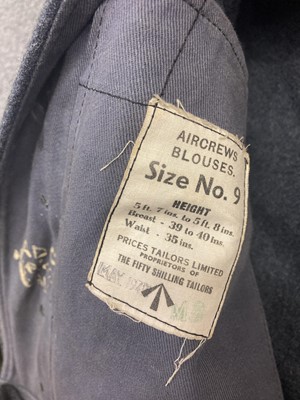 AIRCREWS
BLOUSES.
Size No. 9
HEIGHT
5 ft. 7 ins. to 5 ft. 8 ins.
Breast - 39 to 40 ins.
Waist - 35 ins.
PRICES TAILORS LIMITED
PROPRIETORS OF
THE FIFTY SHILLING TAILORS
MAY